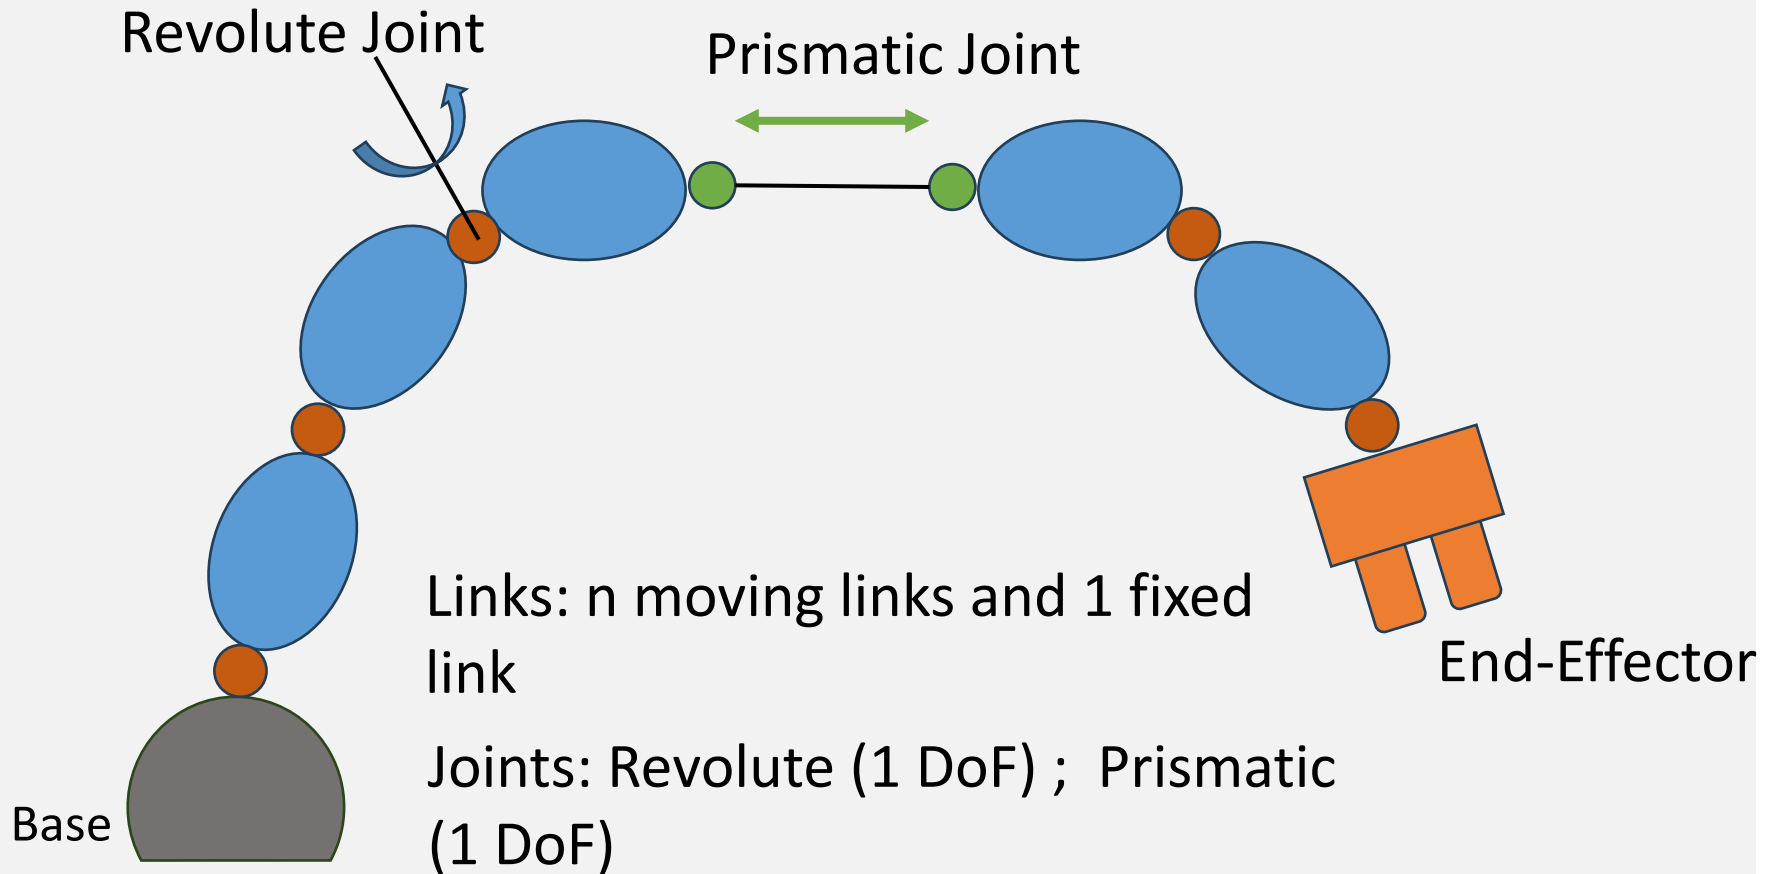 Revolute Joint
Prismatic Joint
Links: n moving links and 1 fixed
link
End-Effector
Joints: Revolute (1 DoF) ;  Prismatic
(1 DoF)
Base